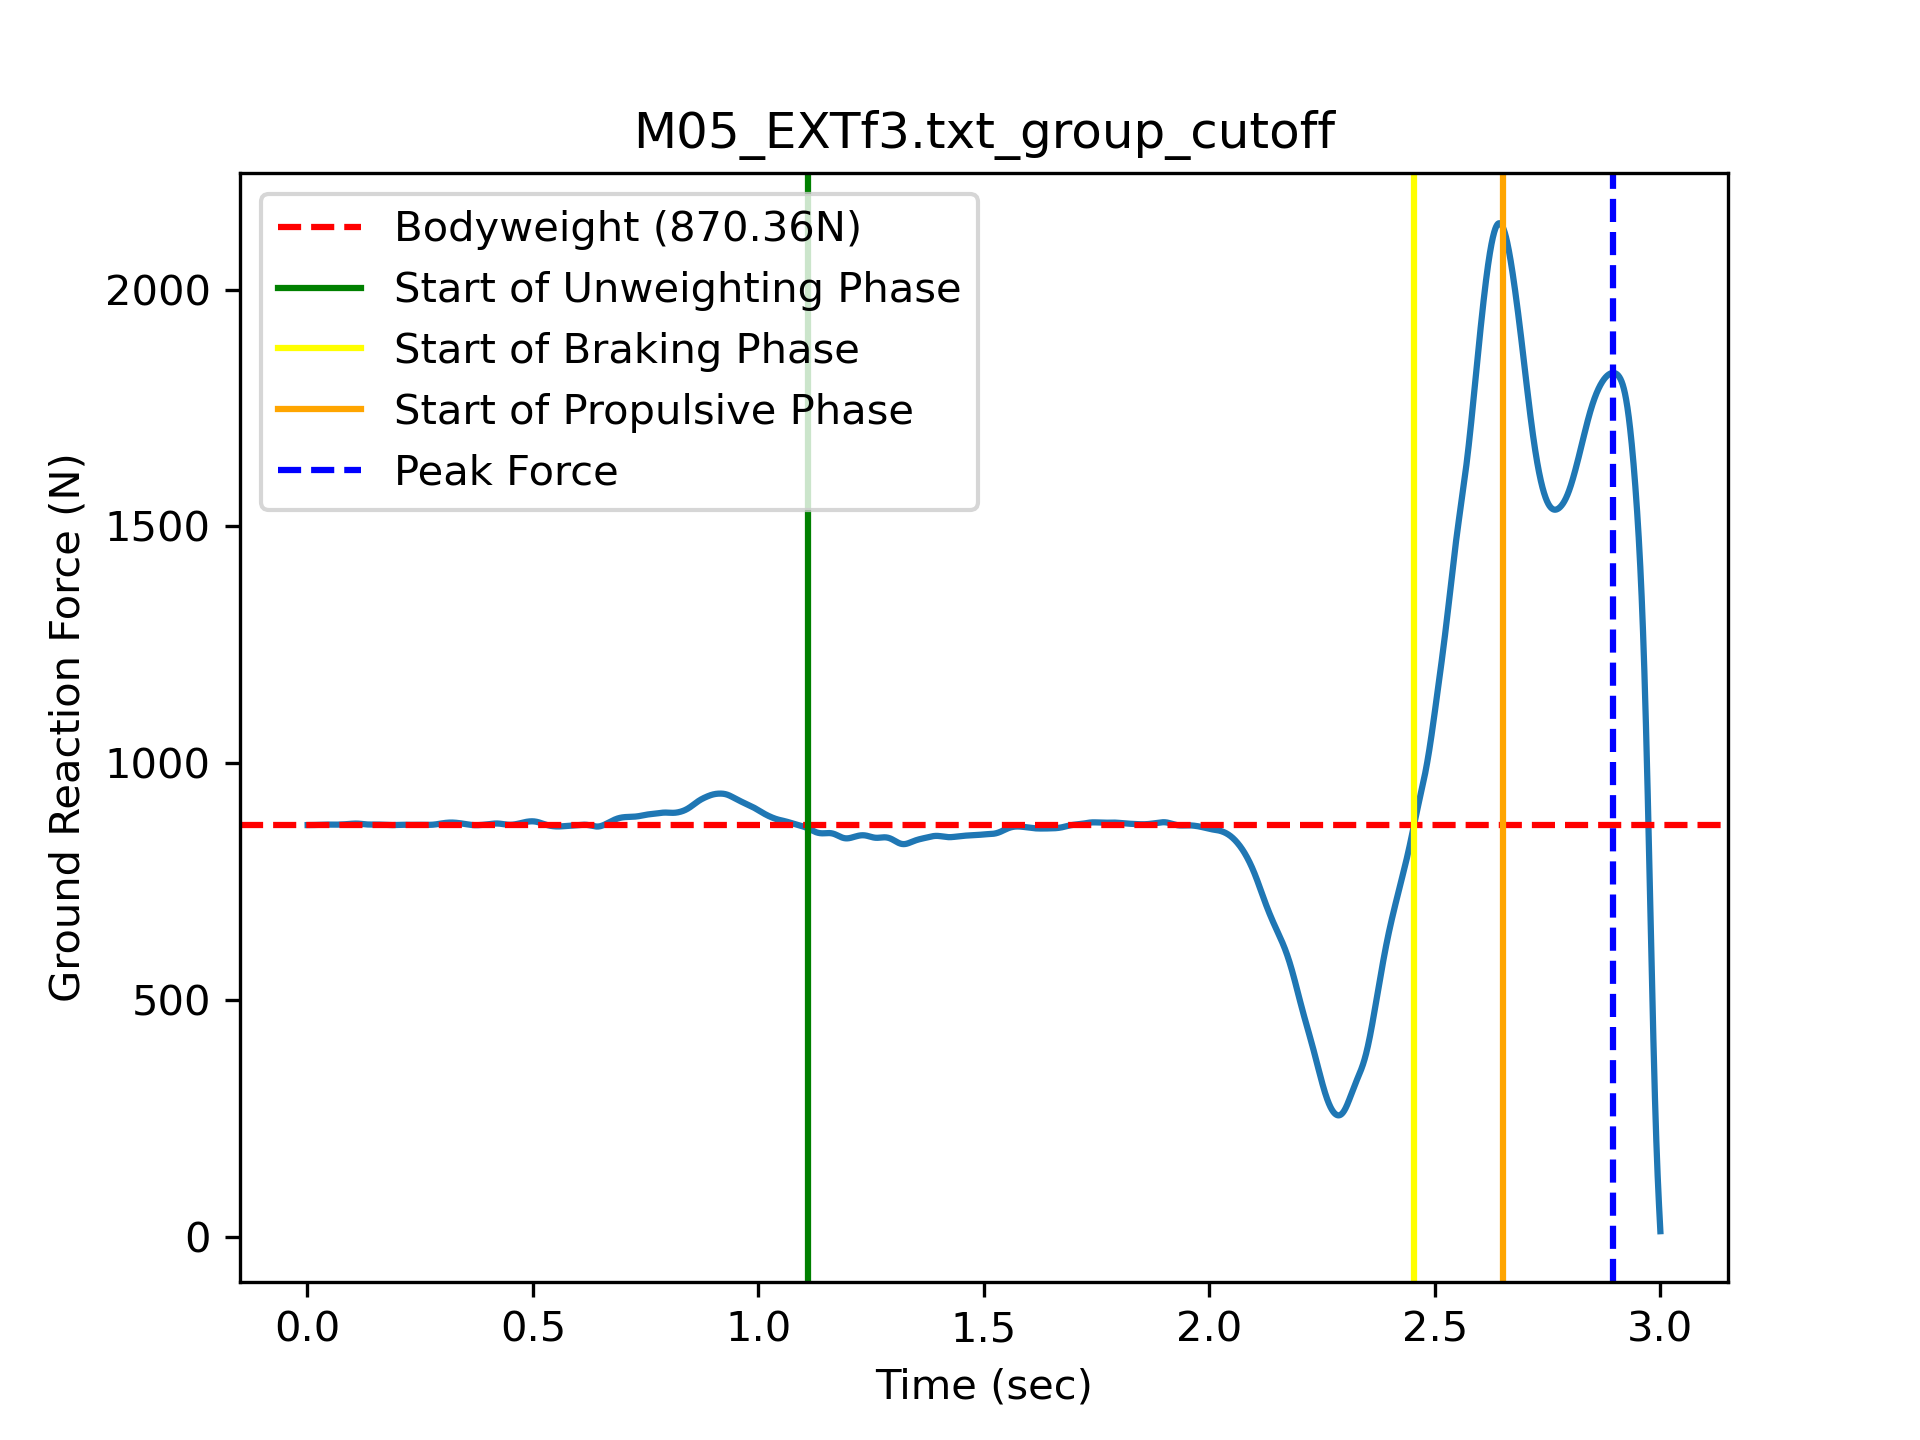 M05_EXTf3.txt_group_cutoff
Bodyweight (870.36N)
Start of Unweighting Phase
Start of Braking Phase
Start of Propulsive Phase
Peak Force
Ground Reaction Force (N)
2000
1500
1000
500
0
0.0 0.5 1.0 1.5 2.0 2.5 3.0
Time (sec)